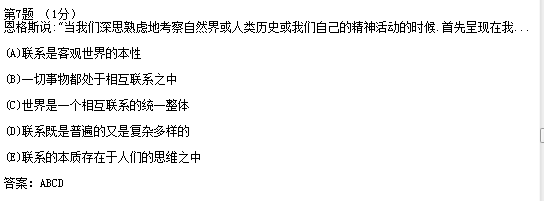 第7题 （1分）
恩格斯说:“当我们深思熟虑地考察自然界或人类历史或我们自己的精神活动的时候.首先呈现在我...
(A)联系是客观世界的本性
(B)一切事物都处于相互联系之中
(C)世界是一个相互联系的统一整体
(D)联系既是普遍的又是复杂多样的
(E)联系的本质存在于人们的思维之中
答案: ABCD